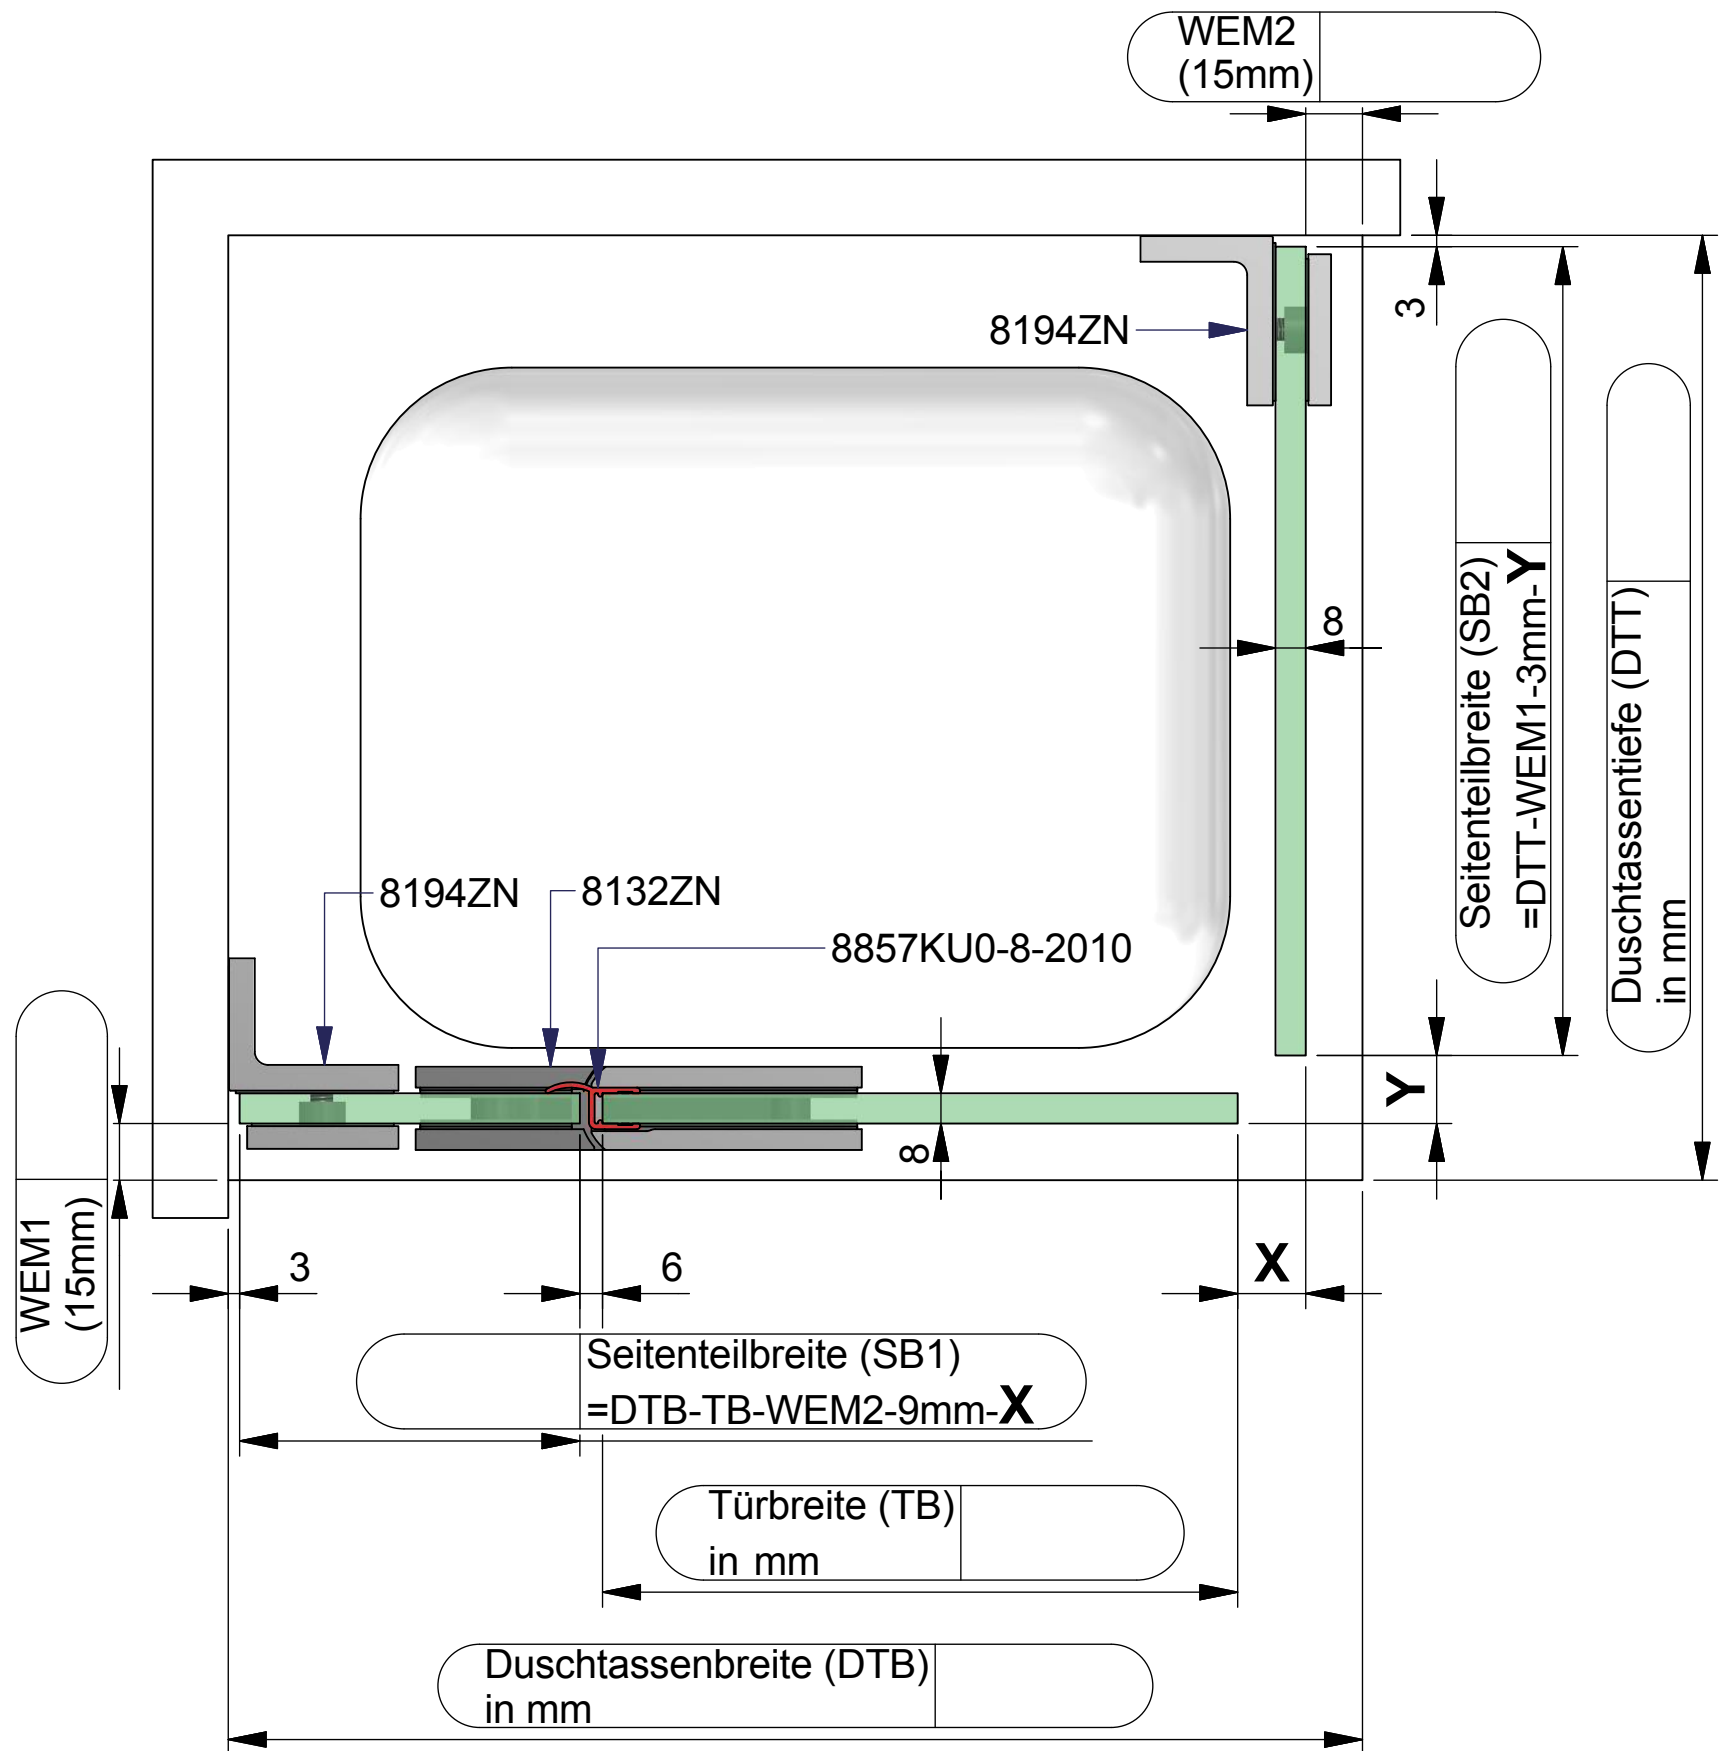 WEM2
(15mm)
3
8194ZN
8
Seitenteilbreite (SB2)
=DTT-WEM1-3mm-Y
Duschtassentiefe (DTT)
in mm
8194ZN
8132ZN
8857KU0-8-2010
Y
8
WEM1
(15mm)
3
6
X
Seitenteilbreite (SB1)
=DTB-TB-WEM2-9mm-X
Türbreite (TB)
in mm
Duschtassenbreite (DTB)
in mm